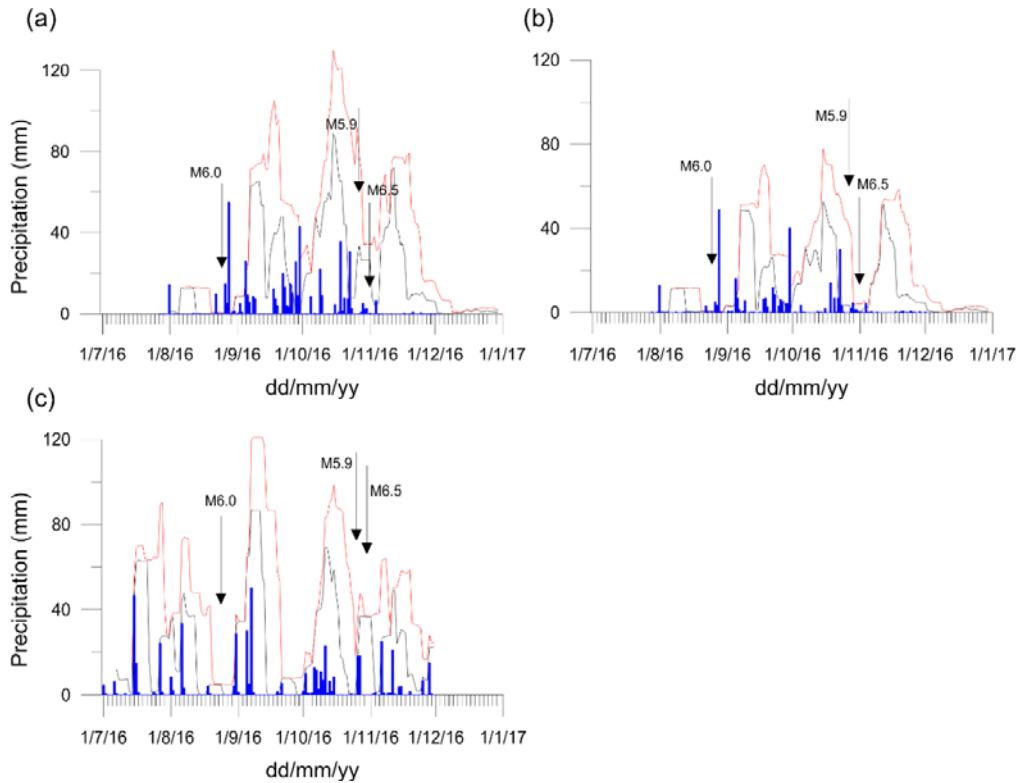 (a)
120
80
40
0
Precipitation (mm)
M6.0
M5.9
M6.5
1/7/16 1/8/16 1/9/16 1/10/16 1/11/16 1/12/16 1/1/17
dd/mm/yy
(b)
120
80
40
0
M6.0
M5.9
M6.5
1/7/16 1/8/16 1/9/16 1/10/16 1/11/16 1/12/16 1/1/17
dd/mm/yy
(c)
120
80
40
0
Precipitation (mm)
M6.0
M5.9
M6.5
1/7/16 1/8/16 1/9/16 1/10/16 1/11/16 1/12/16 1/1/17
dd/mm/yy